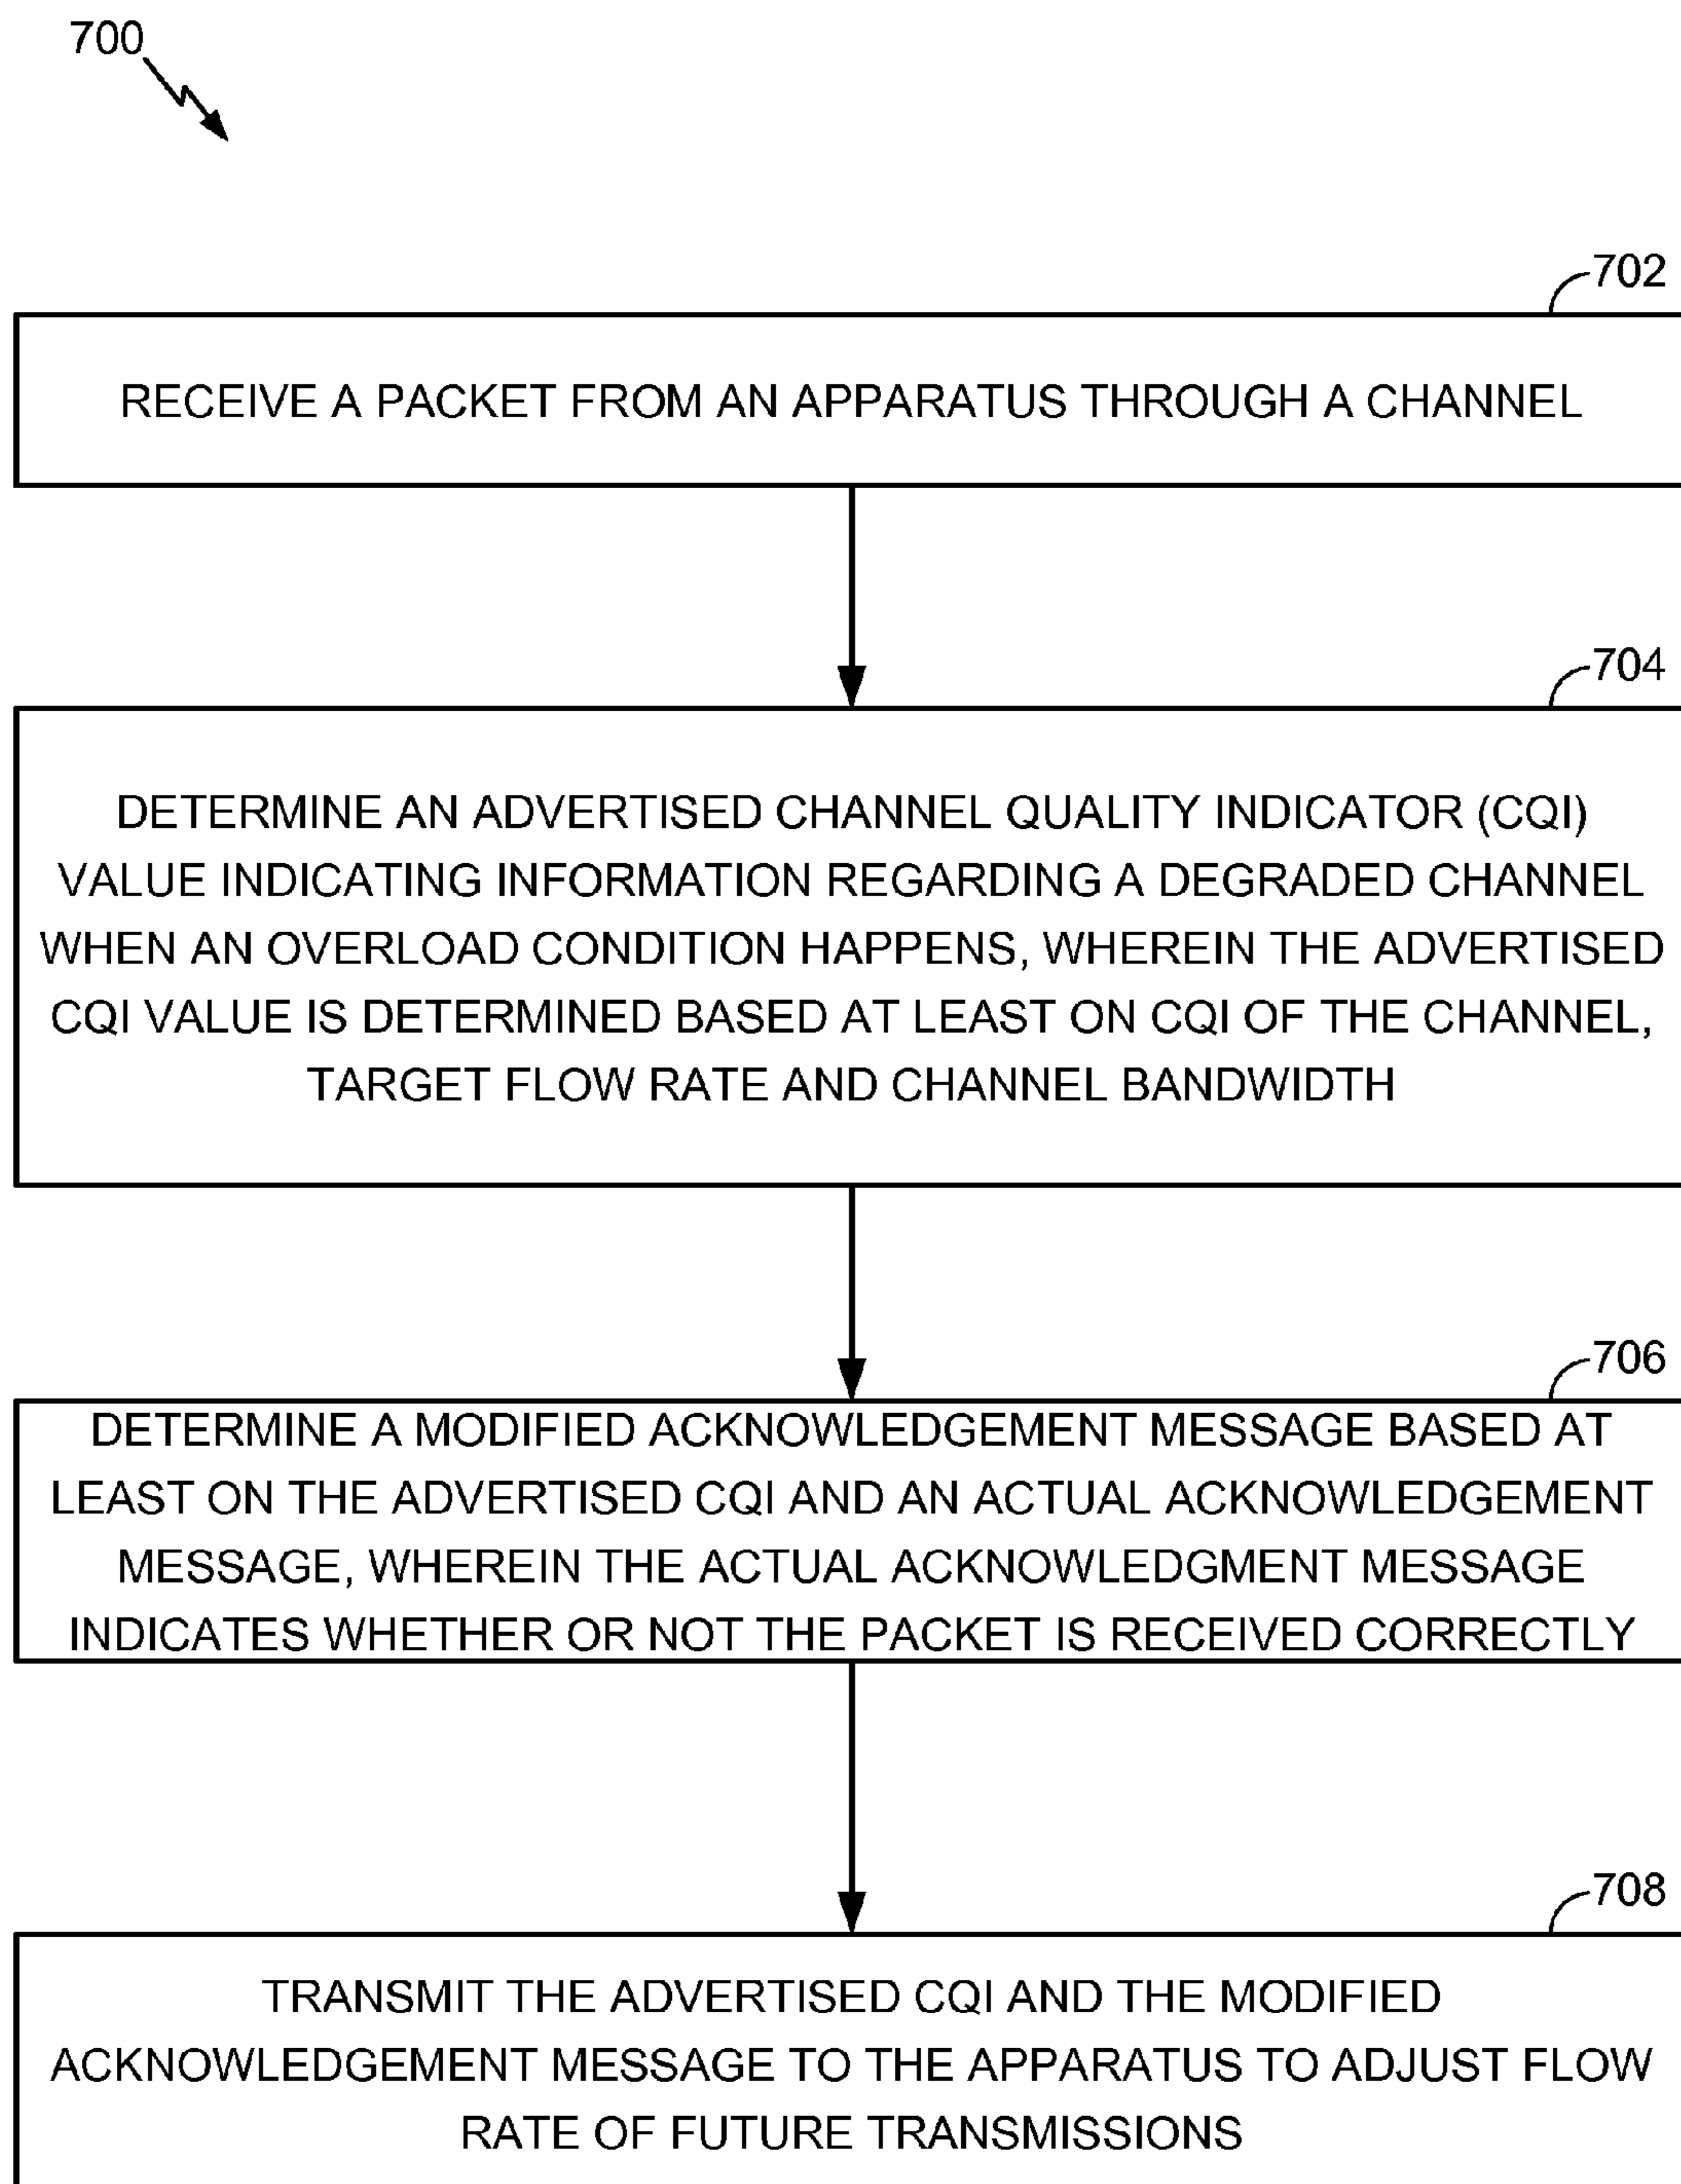 700
702
RECEIVE A PACKET FROM AN APPARATUS THROUGH A CHANNEL
704
DETERMINE AN ADVERTISED CHANNEL QUALITY INDICATOR (CQI)
VALUE INDICATING INFORMATION REGARDING A DEGRADED CHANNEL
WHEN AN OVERLOAD CONDITION HAPPENS, WHEREIN THE ADVERTISED
CQI VALUE IS DETERMINED BASED AT LEAST ON CQI OF THE CHANNEL,
TARGET FLOW RATE AND CHANNEL BANDWIDTH
706
DETERMINE A MODIFIED ACKNOWLEDGEMENT MESSAGE BASED AT
LEAST ON THE ADVERTISED CQI AND AN ACTUAL ACKNOWLEDGEMENT
MESSAGE, WHEREIN THE ACTUAL ACKNOWLEDGMENT MESSAGE
INDICATES WHETHER OR NOT THE PACKET IS RECEIVED CORRECTLY
708
TRANSMIT THE ADVERTISED CQI AND THE MODIFIED
ACKNOWLEDGEMENT MESSAGE TO THE APPARATUS TO ADJUST FLOW
RATE OF FUTURE TRANSMISSIONS